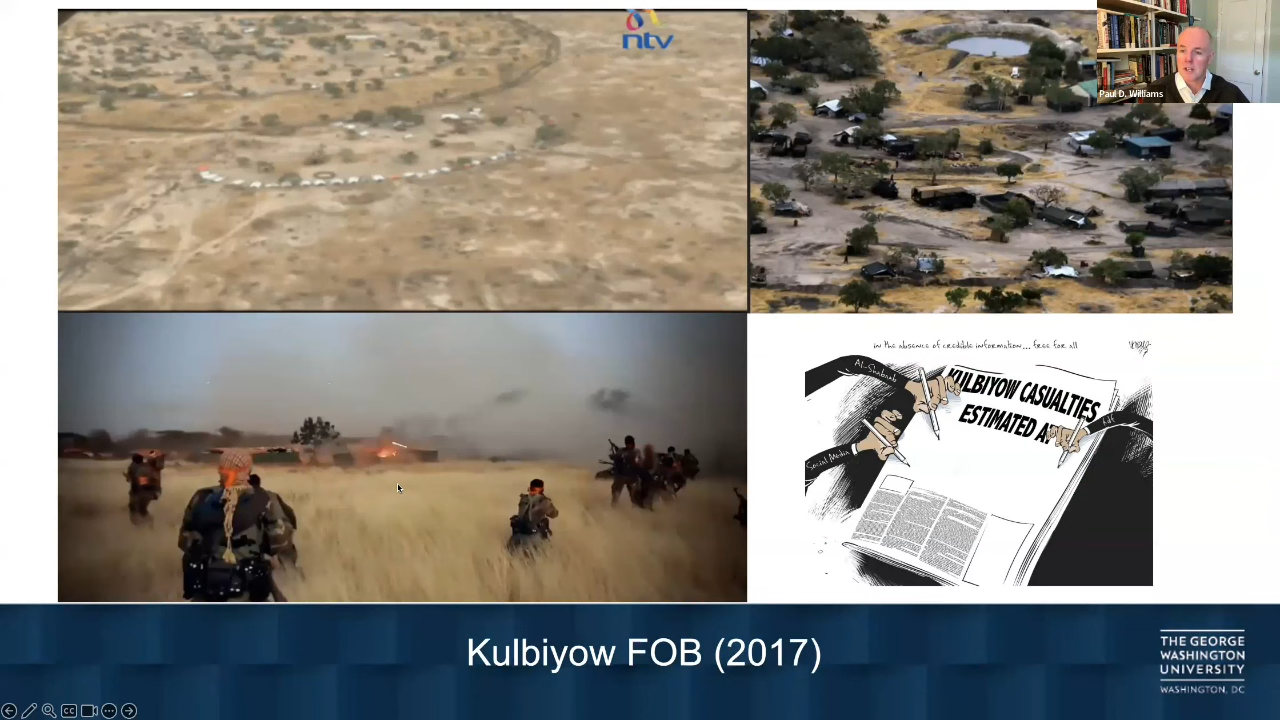 ntv
Paul D. Williams
in the absence of credible information... free for all
Al-Shabaab
KULBIYOW CASUALTIES
ESTIMATED A
Social Media
Kulbiyow FOB (2017)
THE GEORGE
WASHINGTON
UNIVERSITY
WASHINGTON, DC
CC